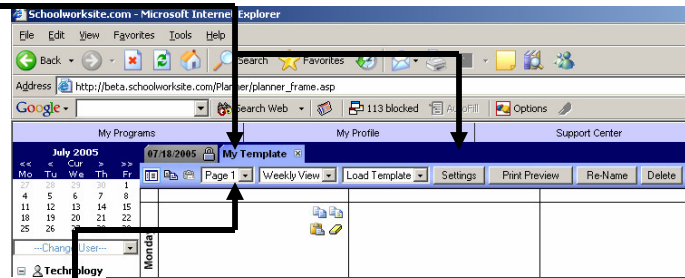 Schoolworksite.com - Microsoft Internet Explorer
File Edit View Favorites Tools Help
Back Search Favorites
Address http://beta.schoolworksite.com/Planner/planner_frame.asp
Google Search Web 113 blocked AutoFill Options
My Programs My Profile Support Center
July 2005 07/18/2005 My Template
<< < Cur > >>
Mo Tu We Th Fr Page 1 Weekly View Load Template Settings Print Preview Re-Name Delete
27 28 29 30 1
4 5 6 7 8
11 12 13 14 15
18 19 20 21 22
25 26 27 28 29
---Change User---
Monday
Technology